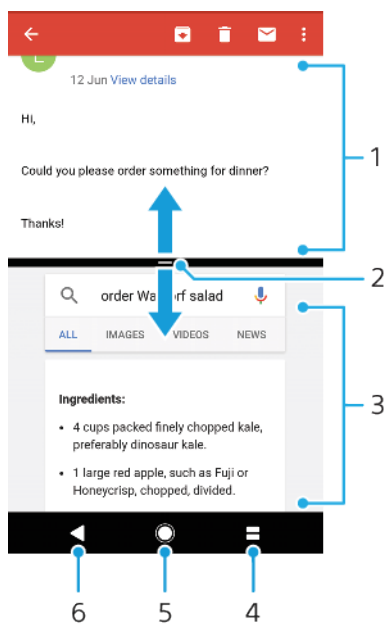 12 Jun View details
Hi,
Could you please order something for dinner?
Thanks!
1
2
order Wa rf salad
ALL IMAGES VIDEOS NEWS
3
Ingredients:
• 4 cups packed finely chopped kale,
preferably dinosaur kale.
• 1 large red apple, such as Fuji or
Honeycrisp, chopped, divided.
6 5 4